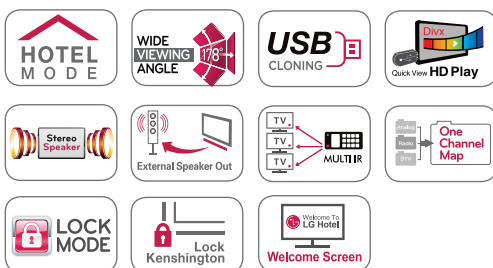 HOTEL
MODE
WIDE
VIEWING
ANGLE
178°
USB
CLONING
Divx
Quick View HD Play
Stereo
Speaker
External Speaker Out
TV
TV
TV
MULTI IR
Analog
Radio
DTV
One
Channel
Map
LOCK
MODE
Lock
Kenshington
Welcome To
LG Hotel
Welcome Screen